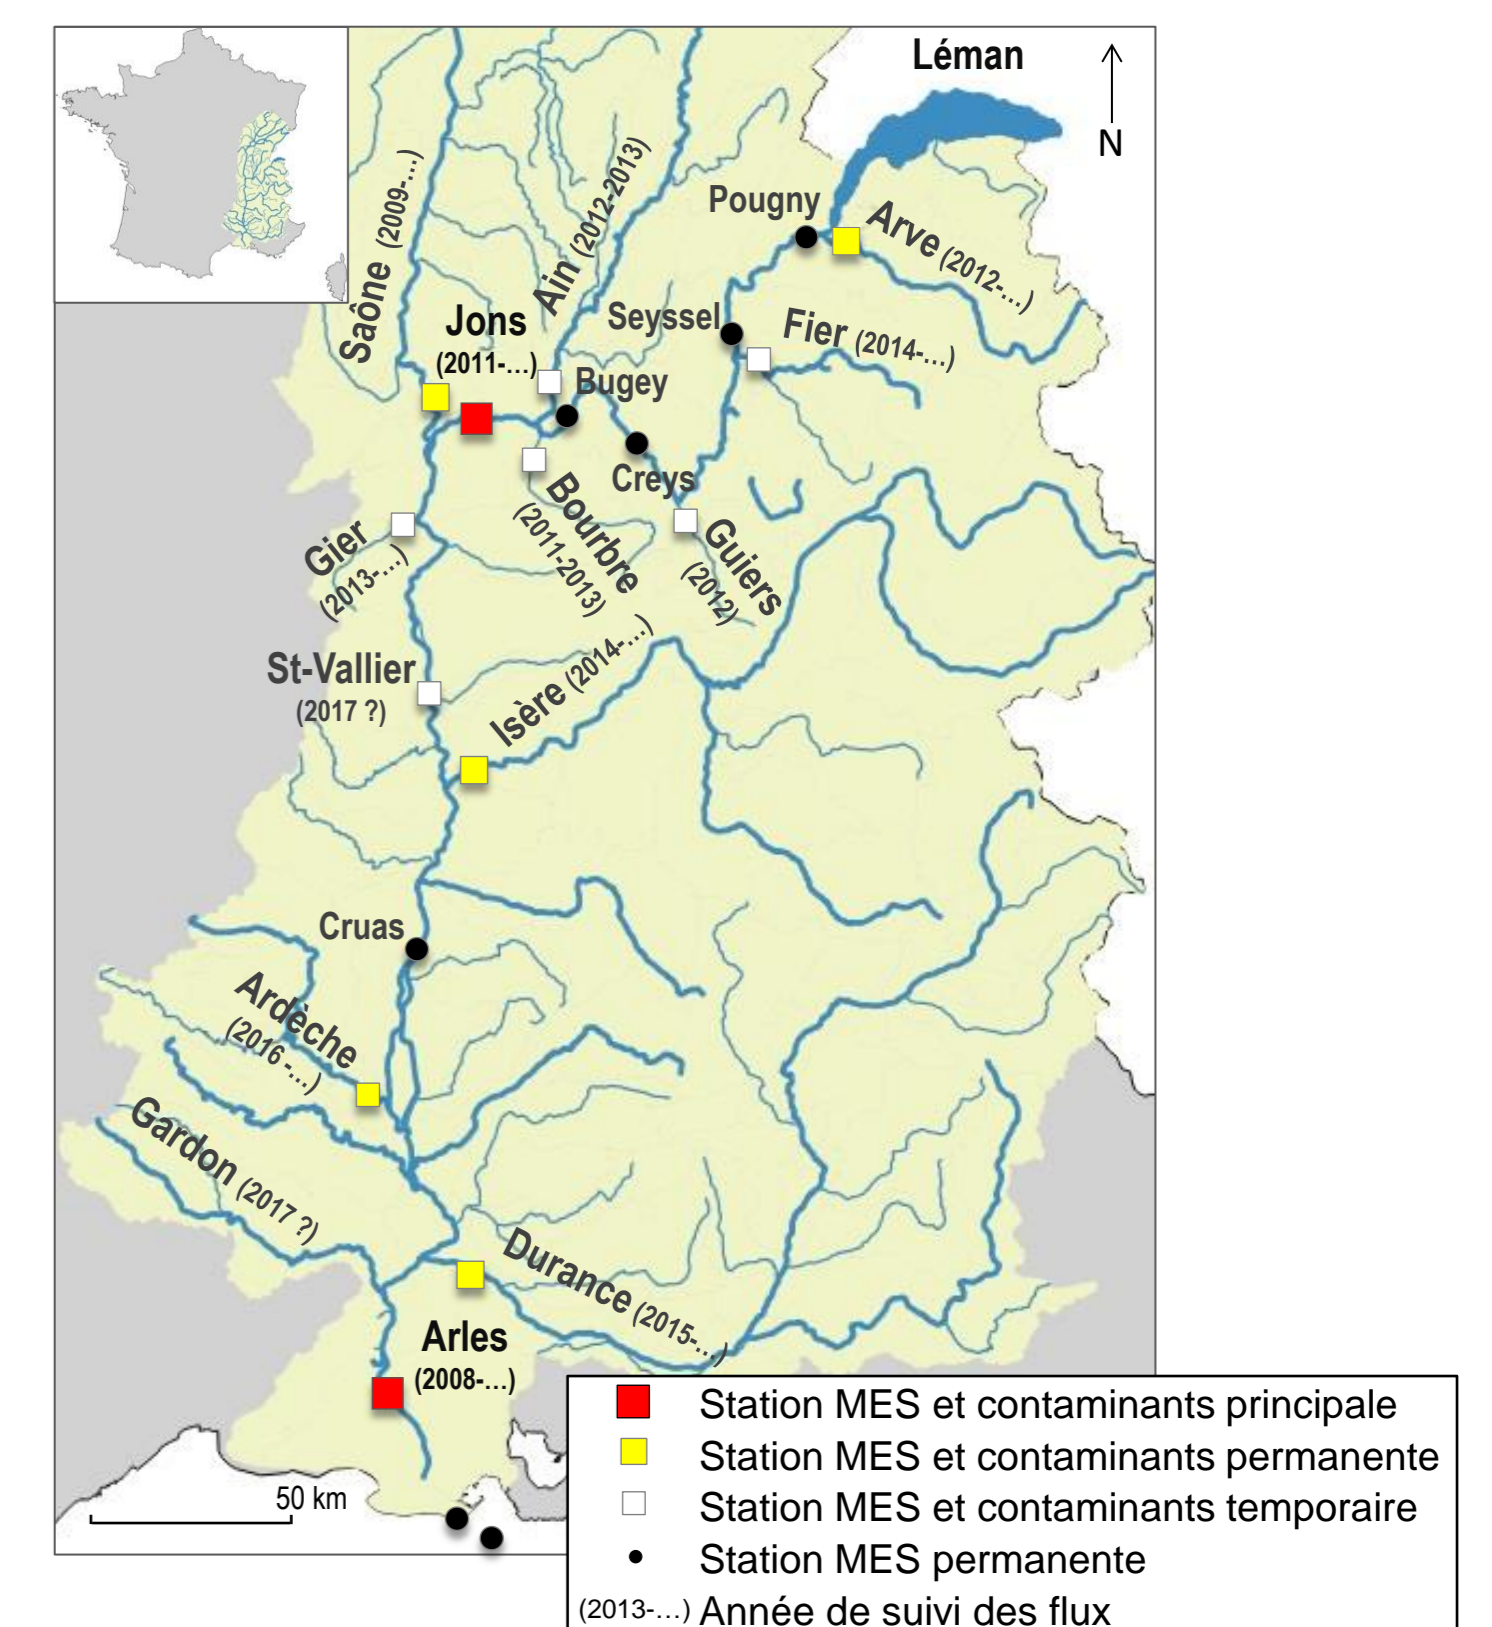 Léman
N
Pougny
Arve (2012-...)
Saône (2009-...)
Ain (2012-2013)
Seyssel
Fier (2014-...)
Jons
(2011-...)
Bugey
Creys
Bourbre
(2011-2013)
Guiers
(2012)
Gier
(2013-...)
St-Vallier
(2017 ?)
Isère (2014-...)
Cruas
Ardèche
(2016 -...)
Gardon (2017 ?)
Durance (2015-...)
Arles
(2008-...)
50 km
Station MES et contaminants principale
Station MES et contaminants permanente
Station MES et contaminants temporaire
Station MES permanente
(2013-...) Année de suivi des flux